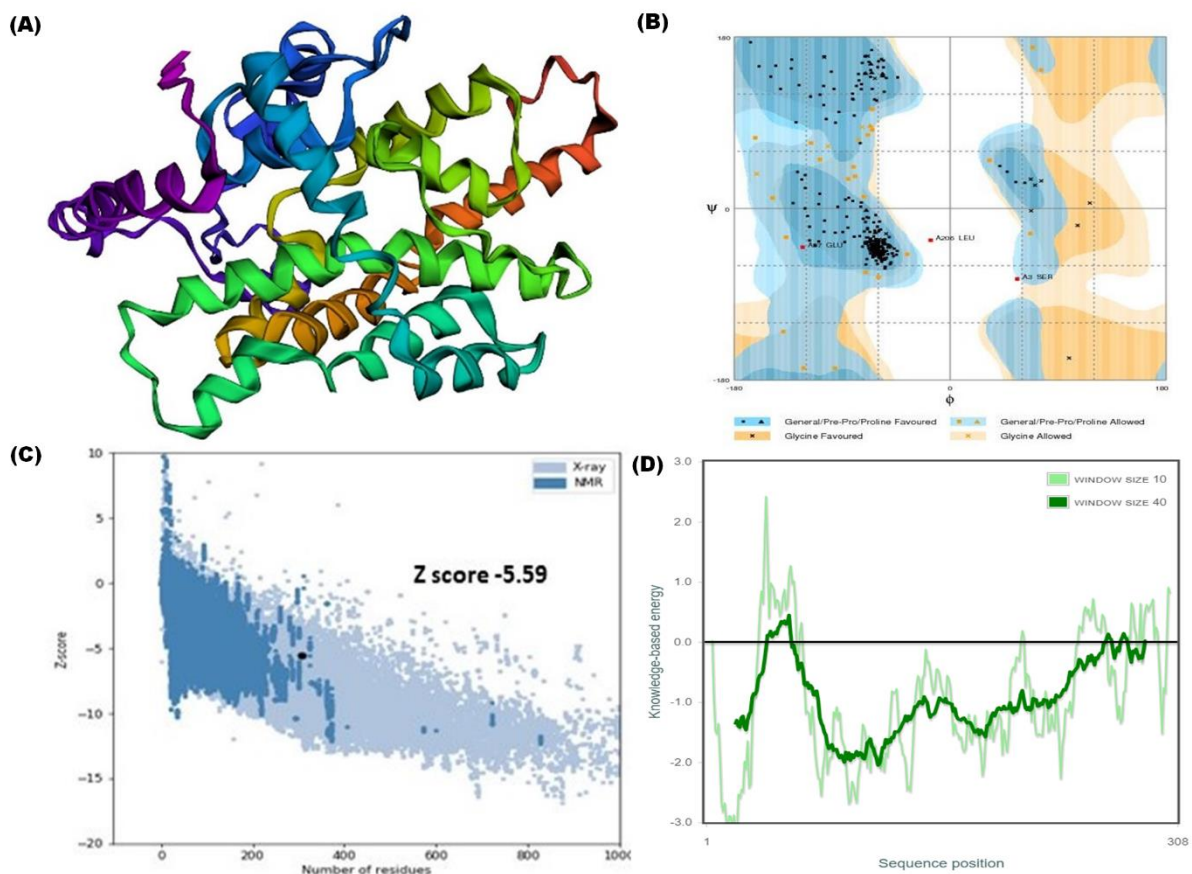 (A)
(B)
180
ψ
0
-180
-180
0
180
ϕ
GLU
A206 LEU
A3 SER
General/Pre-Pro/Proline Favoured
General/Pre-Pro/Proline Allowed
Glycine Favoured
Glycine Allowed
(C)
10
5
0
−5
−10
−15
−20
Z-score
X-ray
NMR
Z score -5.59
0
200
400
600
800
1000
Number of residues
(D)
3.0
2.0
1.0
0.0
-1.0
-2.0
-3.0
Knowledge-based energy
WINDOW SIZE 10
WINDOW SIZE 40
1
308
Sequence position